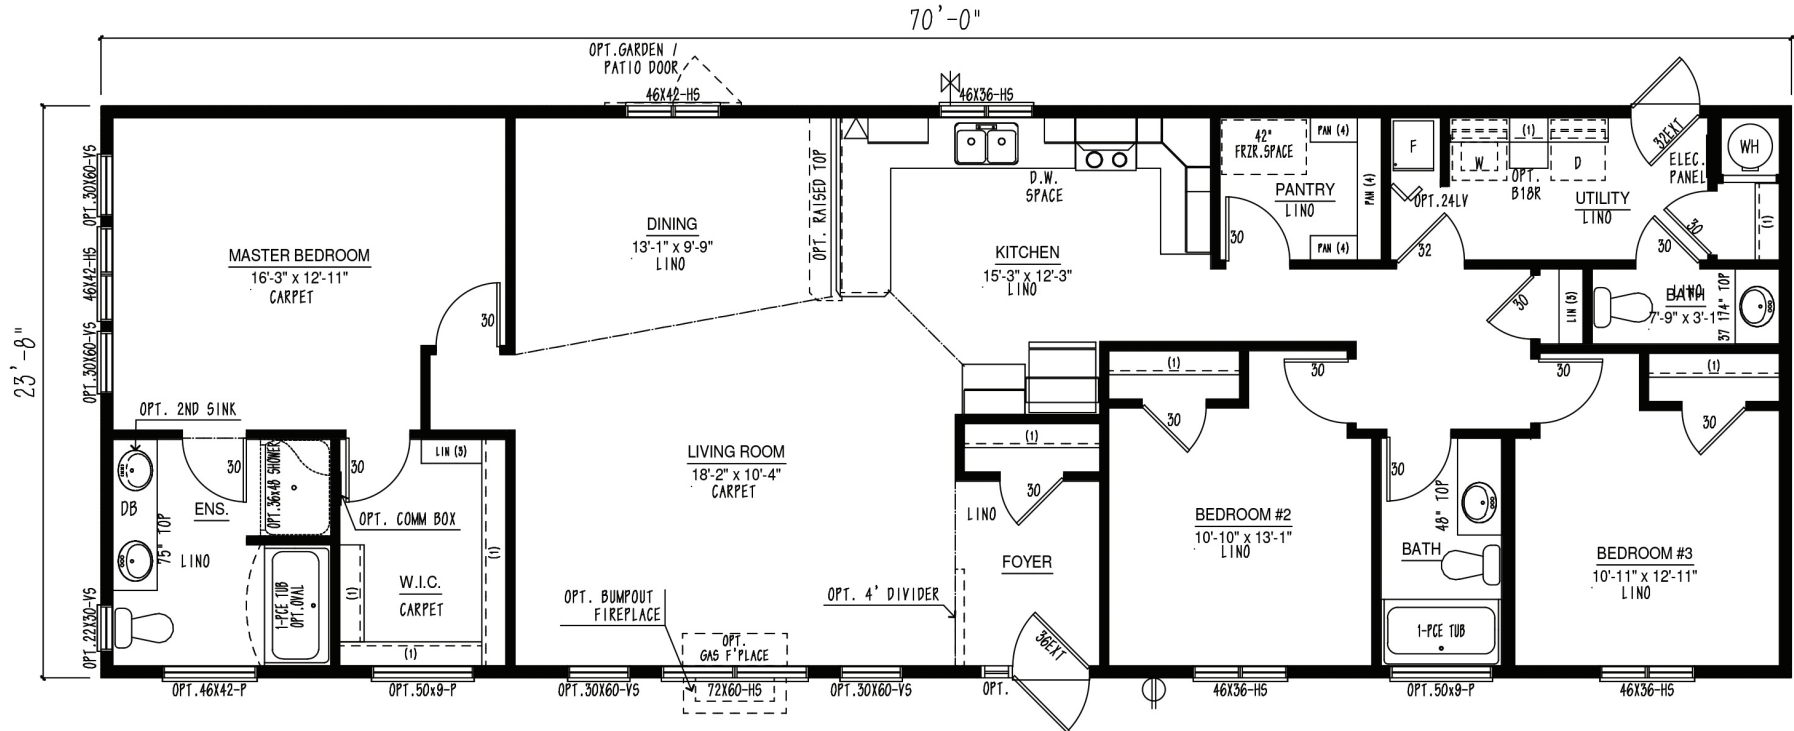 70'-0"
OPT.GARDEN /
PATIO DOOR
46X42-HS
46X36-HS
23'-8"
OPT.30X60-VS
46X42-HS
OPT.30X60-VS
OPT.22X30-VS
MASTER BEDROOM
16'-3" x 12'-11"
CARPET
30
DINING
13'-1" x 9'-9"
LINO
OPT. RAISED TOP
D.W.
SPACE
KITCHEN
15'-3" x 12'-3"
LINO
42"
FRZR.SPACE
PAN (4)
PAN (4)
PAN (4)
PANTRY
LINO
30
F
OPT.24LV
32
W
(1)
OPT.
B18R
D
UTILITY
LINO
32EXT
ELEC.
PANEL
WH
(1)
30
30
30
LIN (3)
BATH
LINO
7'-9" x 3'-1
37 1/4" TOP
OPT. 2ND SINK
DB
75" TOP
ENS.
LINO
30
OPT.36x48 SHOWER
1-PCE TUB
OPT.OVAL
30
LIN (3)
OPT. COMM BOX
W.I.C.
CARPET
(1)
(1)
(1)
LIVING ROOM
18'-2" x 10'-4"
CARPET
OPT. BUMPOUT
FIREPLACE
OPT.
GAS F'PLACE
OPT. 4' DIVIDER
(1)
30
LINO
FOYER
36EXT
(1)
30
30
BEDROOM #2
10'-10" x 13'-1"
LINO
30
48" TOP
BATH
1-PCE TUB
30
(1)
30
BEDROOM #3
10'-11" x 12'-11"
LINO
OPT.46X42-P
OPT.50x9-P
OPT.30X60-VS
72X60-HS
OPT.30X60-VS
OPT.
46X36-HS
OPT.50x9-P
46X36-HS